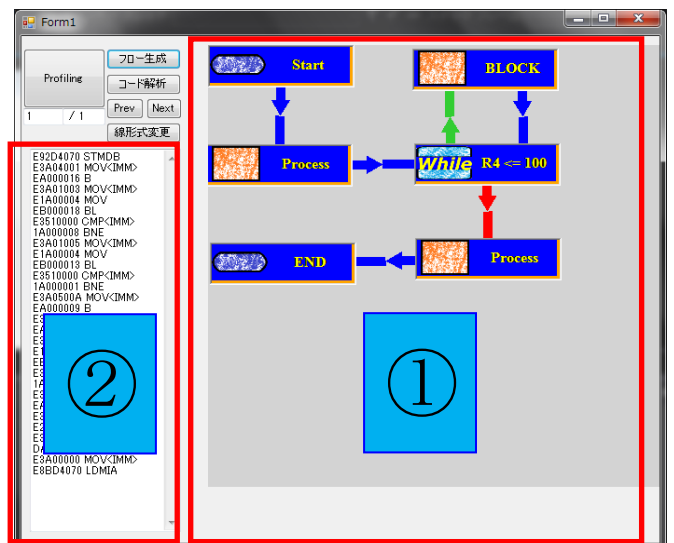 Form1
Profiling
フロー生成
コード解析
Prev
Next
1 / 1
線形式変更
E92D4070 STMDB
E3A04001 MOV<IMM>
EA000016 B
E3A01003 MOV<IMM>
E1A00004 MOV
EB000018 BL
E3510000 CMP<IMM>
1A000008 BNE
E3A01005 MOV<IMM>
E1A00004 MOV
EB000013 BL
E3510000 CMP<IMM>
1A000001 BNE
E3A0500A MOV<IMM>
EA000009 B
E3A00000 MOV<IMM>
E8BD4070 LDMIA
②
Start
BLOCK
Process
While R4 <= 100
END
Process
①